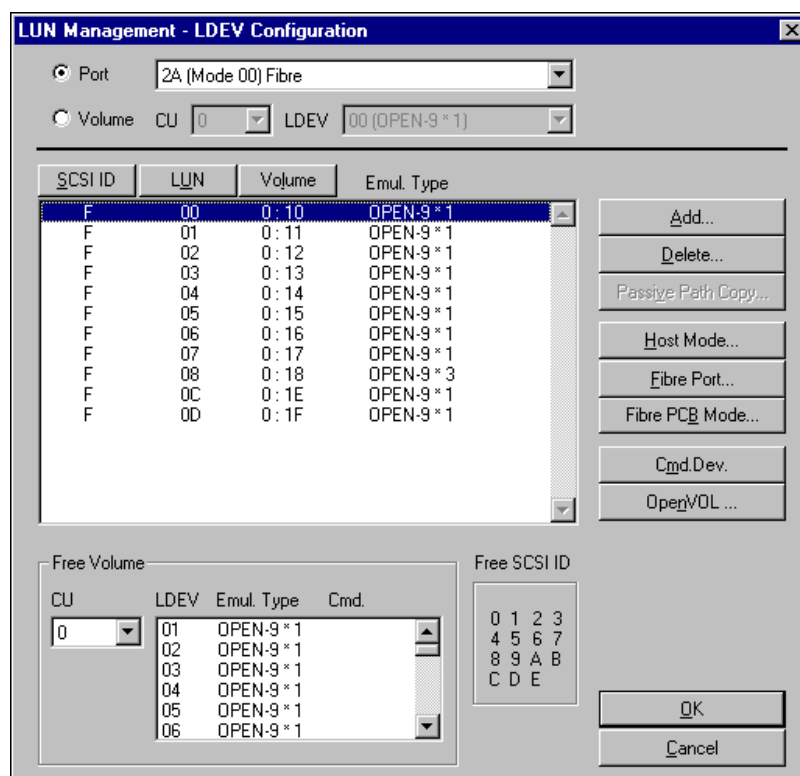 LUN Management - LDEV Configuration
Port 2A (Mode 00) Fibre
Volume CU 0 LDEV 00 (OPEN-9 * 1)
SCSI ID LUN Volume Emul. Type
F 00 0 : 10 OPEN-9 * 1
F 01 0 : 11 OPEN-9 * 1
F 02 0 : 12 OPEN-9 * 1
F 03 0 : 13 OPEN-9 * 1
F 04 0 : 14 OPEN-9 * 1
F 05 0 : 15 OPEN-9 * 1
F 06 0 : 16 OPEN-9 * 1
F 07 0 : 17 OPEN-9 * 1
F 08 0 : 18 OPEN-9 * 3
F 0C 0 : 1E OPEN-9 * 1
F 0D 0 : 1F OPEN-9 * 1
Add...
Delete...
Passive Path Copy...
Host Mode...
Fibre Port...
Fibre PCB Mode...
Cmd.Dev.
OpenVOL ...
Free Volume
CU
0
LDEV Emul. Type Cmd.
01 OPEN-9 * 1
02 OPEN-9 * 1
03 OPEN-9 * 1
04 OPEN-9 * 1
05 OPEN-9 * 1
06 OPEN-9 * 1
Free SCSI ID
0 1 2 3
4 5 6 7
8 9 A B
C D E
OK
Cancel